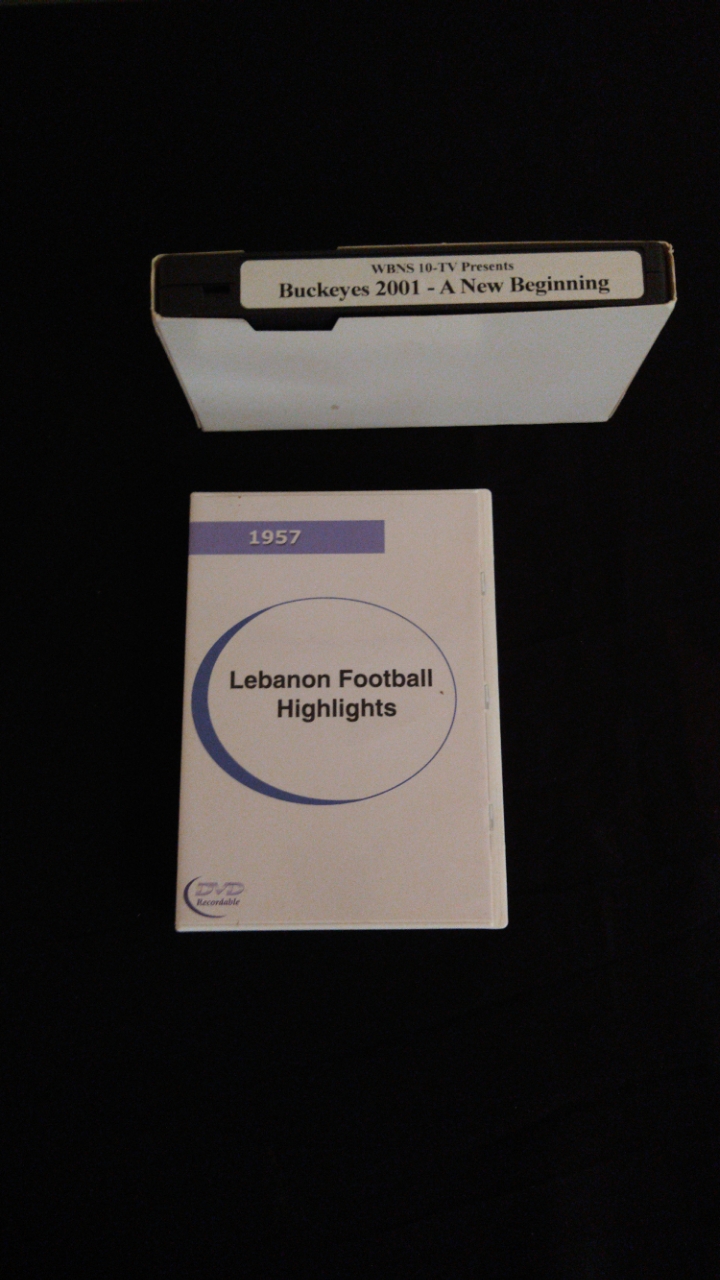 WBNS 10-TV Presents
Buckeyes 2001 - A New Beginning
1957
Lebanon Football
Highlights
DVD
Recordable